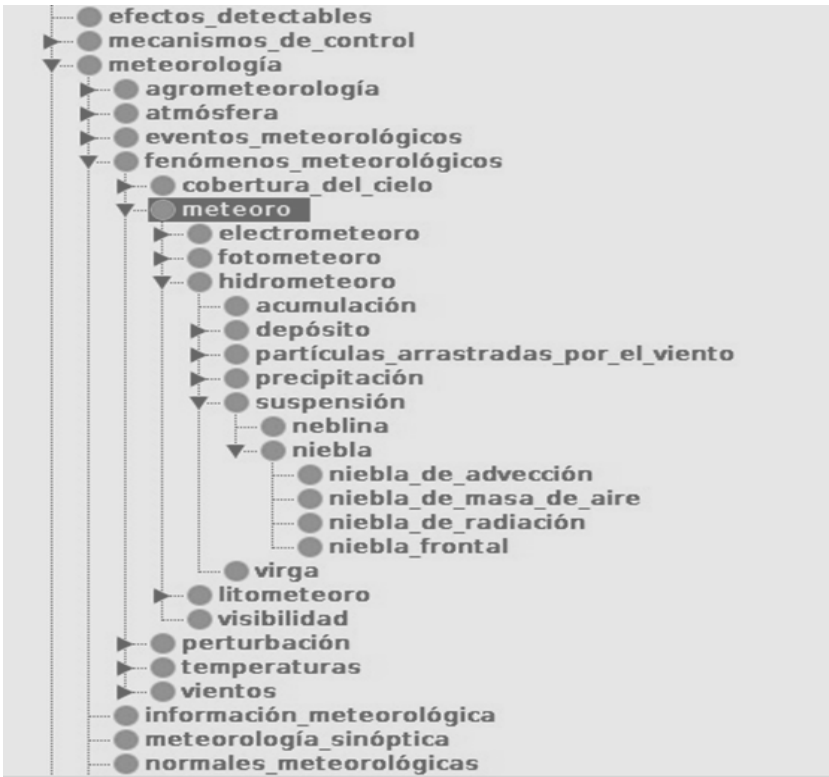 efectos_detectables
mecanismos_de_control
meteorología
agrometeorología
atmósfera
eventos_meteorológicos
fenómenos_meteorológicos
cobertura_del_cielo
meteoro
electrometeoro
fotometeoro
hidrometeoro
acumulación
depósito
partículas_arrastradas_por_el_viento
precipitación
suspensión
neblina
niebla
niebla_de_advección
niebla_de_masa_de_aire
niebla_de_radiación
niebla_frontal
virga
litometeoro
visibilidad
perturbación
temperaturas
vientos
información_meteorológica
meteorología_sinóptica
normales_meteorológicas